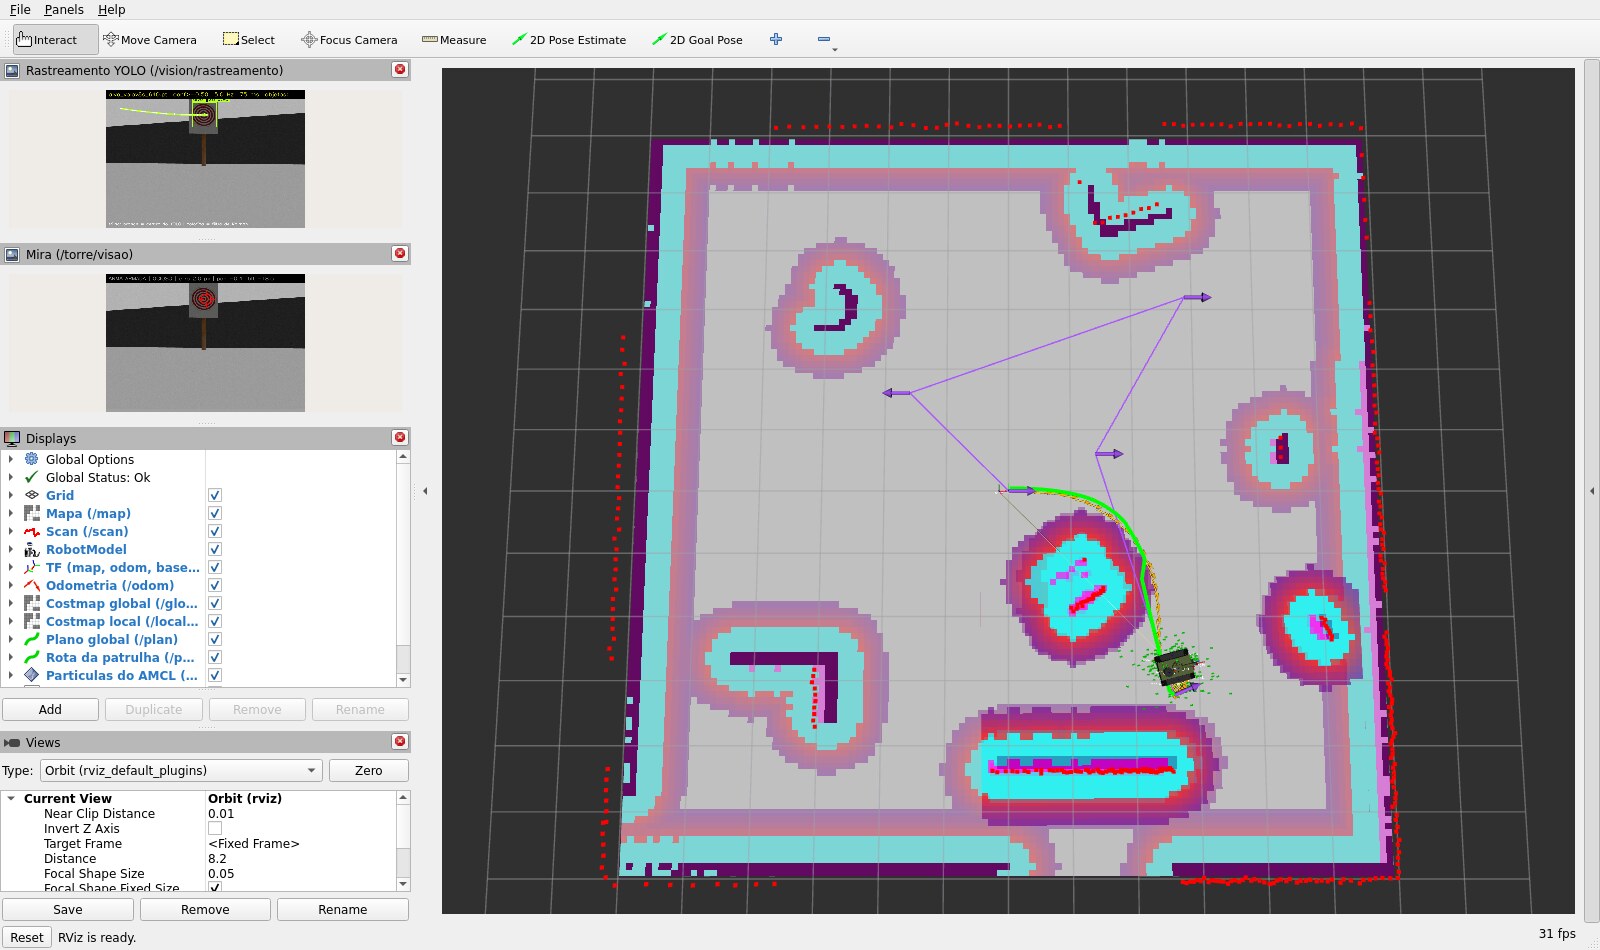 File Panels Help
Interact Move Camera Select Focus Camera Measure 2D Pose Estimate 2D Goal Pose
Rastreamento YOLO (/vision/rastreamento)
Mira (/torre/visao)
Displays
Global Options
Global Status: Ok
Grid
Mapa (/map)
Scan (/scan)
RobotModel
TF (map, odom, base...
Odometria (/odom)
Costmap global (/glo...
Costmap local (/local...
Plano global (/plan)
Rota da patrulha (/p...
Particulas do AMCL (...
Add Duplicate Remove Rename
Views
Type: Orbit (rviz_default_plugins) Zero
Current View Orbit (rviz)
Near Clip Distance 0.01
Invert Z Axis
Target Frame <Fixed Frame>
Distance 8.2
Focal Shape Size 0.05
Focal Shape Fixed Size
Save Remove Rename
Reset RViz is ready. 31 fps